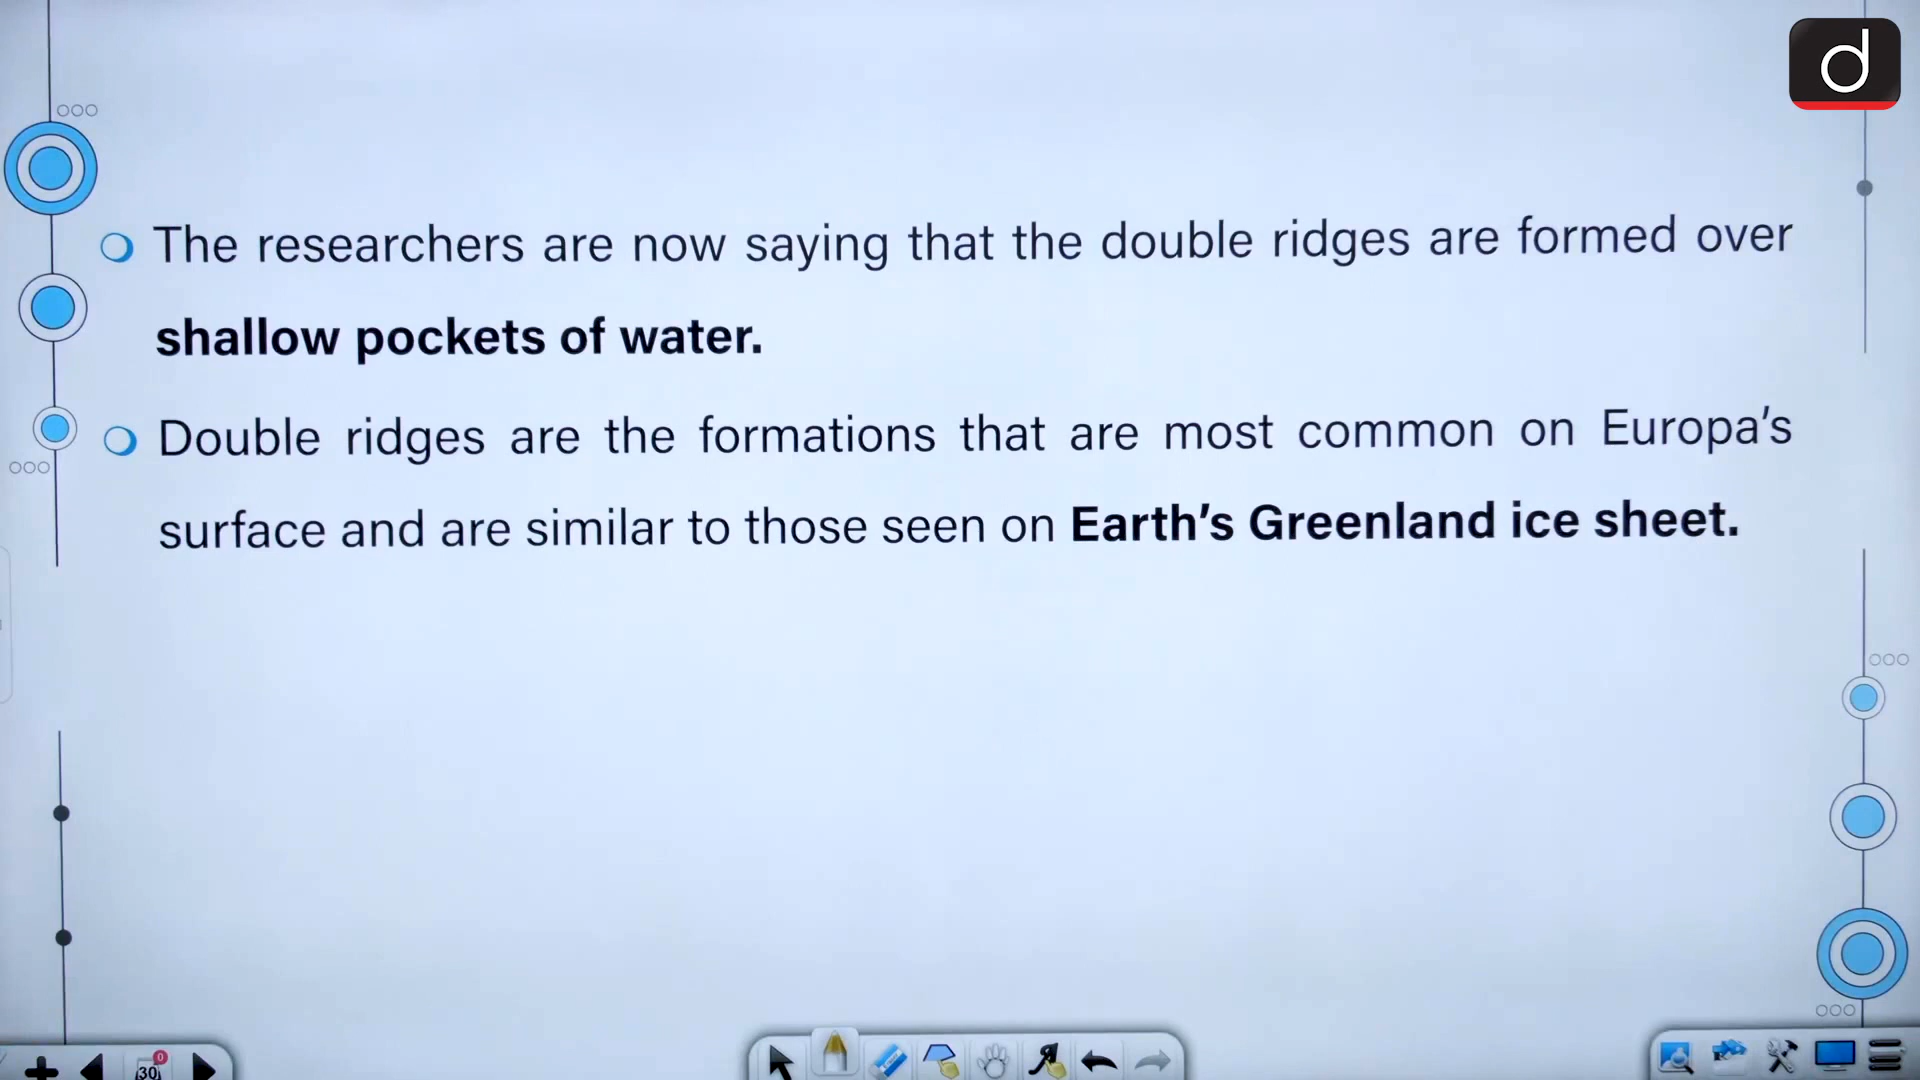 d
The researchers are now saying that the double ridges are formed over
shallow pockets of water.
Double ridges are the formations that are most common on Europa’s
surface and are similar to those seen on Earth’s Greenland ice sheet.
0
30